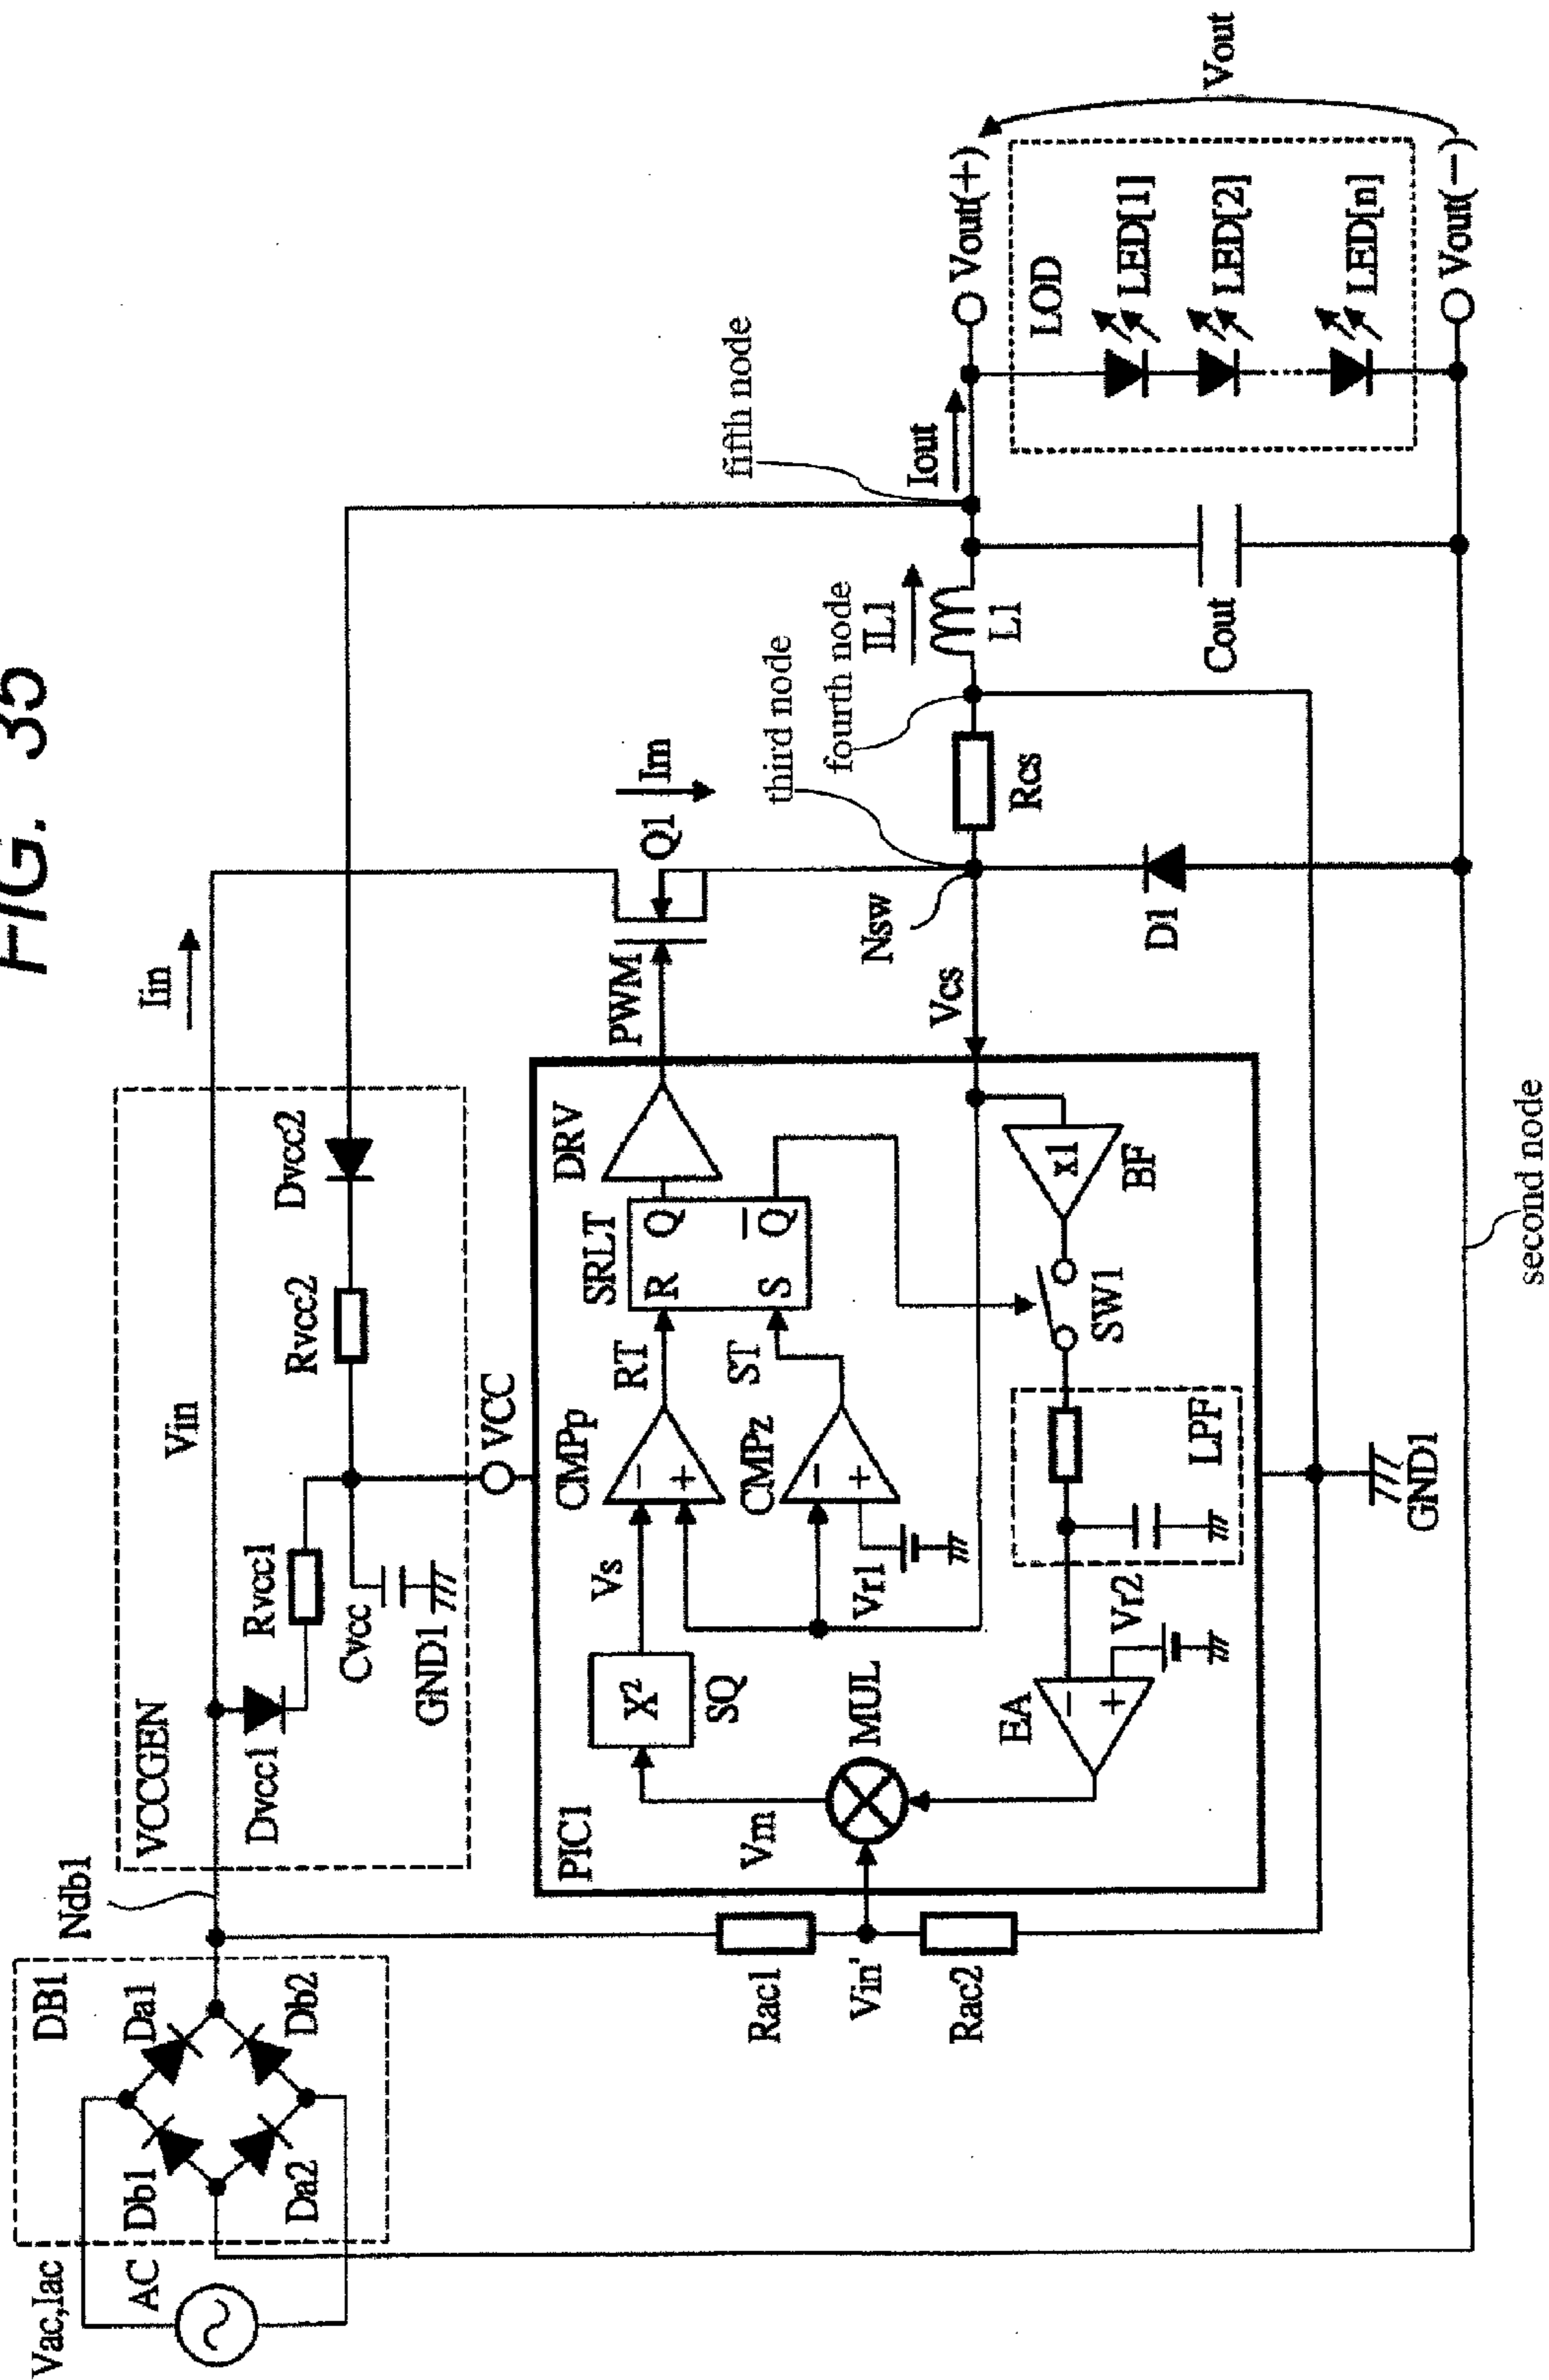 FIG. 35
Vac,Iac
AC
DB1
Da1
Db1
Db2
Da2
Ndb1
VCCGEN
Dvcc1
Rvcc1
Cvcc
GND1
Rvcc2
Dvcc2
VCC
Vin
Iin
Rac1
Vin'
Rac2
PIC1
Vm
MUL
X²
SQ
Vs
CMPp
−
+
RT
CMPz
−
+
ST
Vr1
SRLT
R
Q
S
Q̅
DRV
PWM
Q1
Im
EA
−
+
Vr2
LPF
SW1
x1
BF
Vcs
Nsw
third node
fourth node
fifth node
second node
D1
Rcs
IL1
L1
Cout
Iout
GND1
Vout(+)
LOD
LED[1]
LED[2]
LED[n]
Vout(−)
Vout